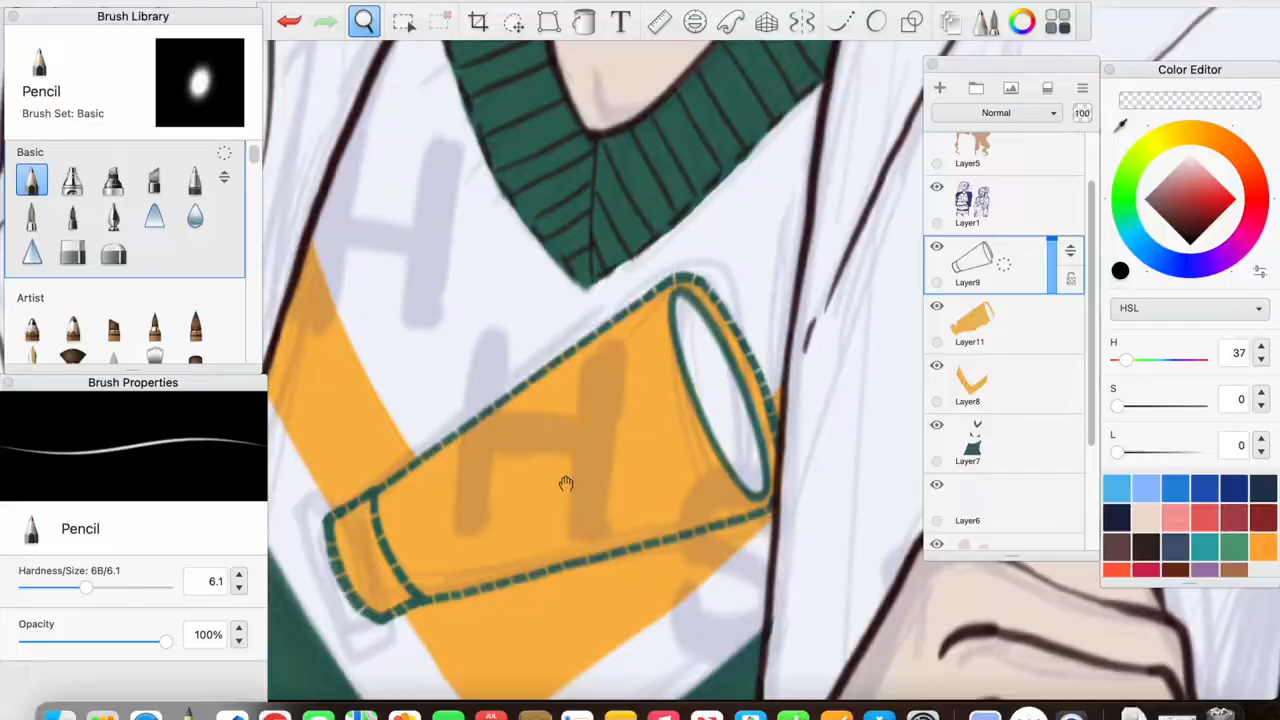 Brush Library
Pencil
Brush Set: Basic
Basic
Artist
Brush Properties
Pencil
Hardness/Size: 6B/6.1
6.1
Opacity
100%
T
H
H
Normal
100
Layer5
Layer1
Layer9
Layer11
Layer8
Layer7
Layer6
Color Editor
HSL
H
37
S
0
L
0
JUL